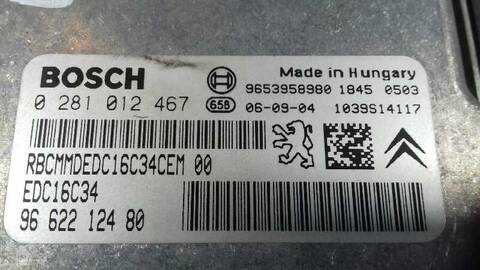 BOSCH
Made in Hungary
9653958980 1845 0503
0 281 012 467
658
06-09-04 1039S14117
RBCMMDEDC16C34CEM 00
EDC16C34
96 622 124 80